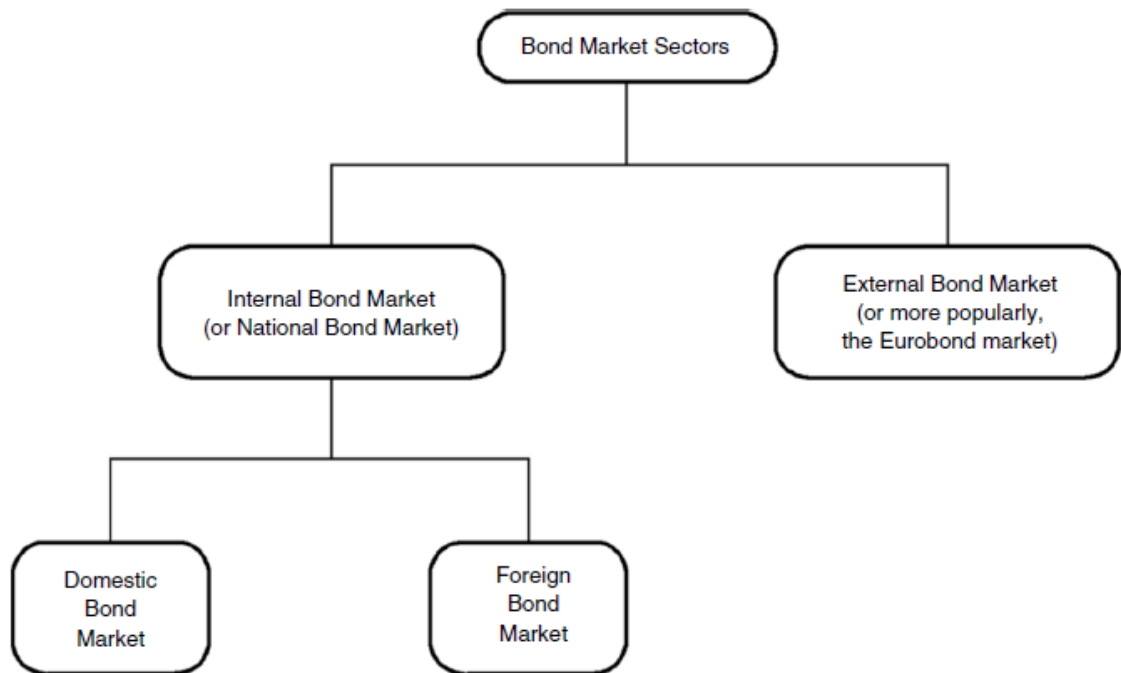 Bond Market Sectors
Internal Bond Market
(or National Bond Market)
External Bond Market
(or more popularly,
the Eurobond market)
Domestic
Bond
Market
Foreign
Bond
Market